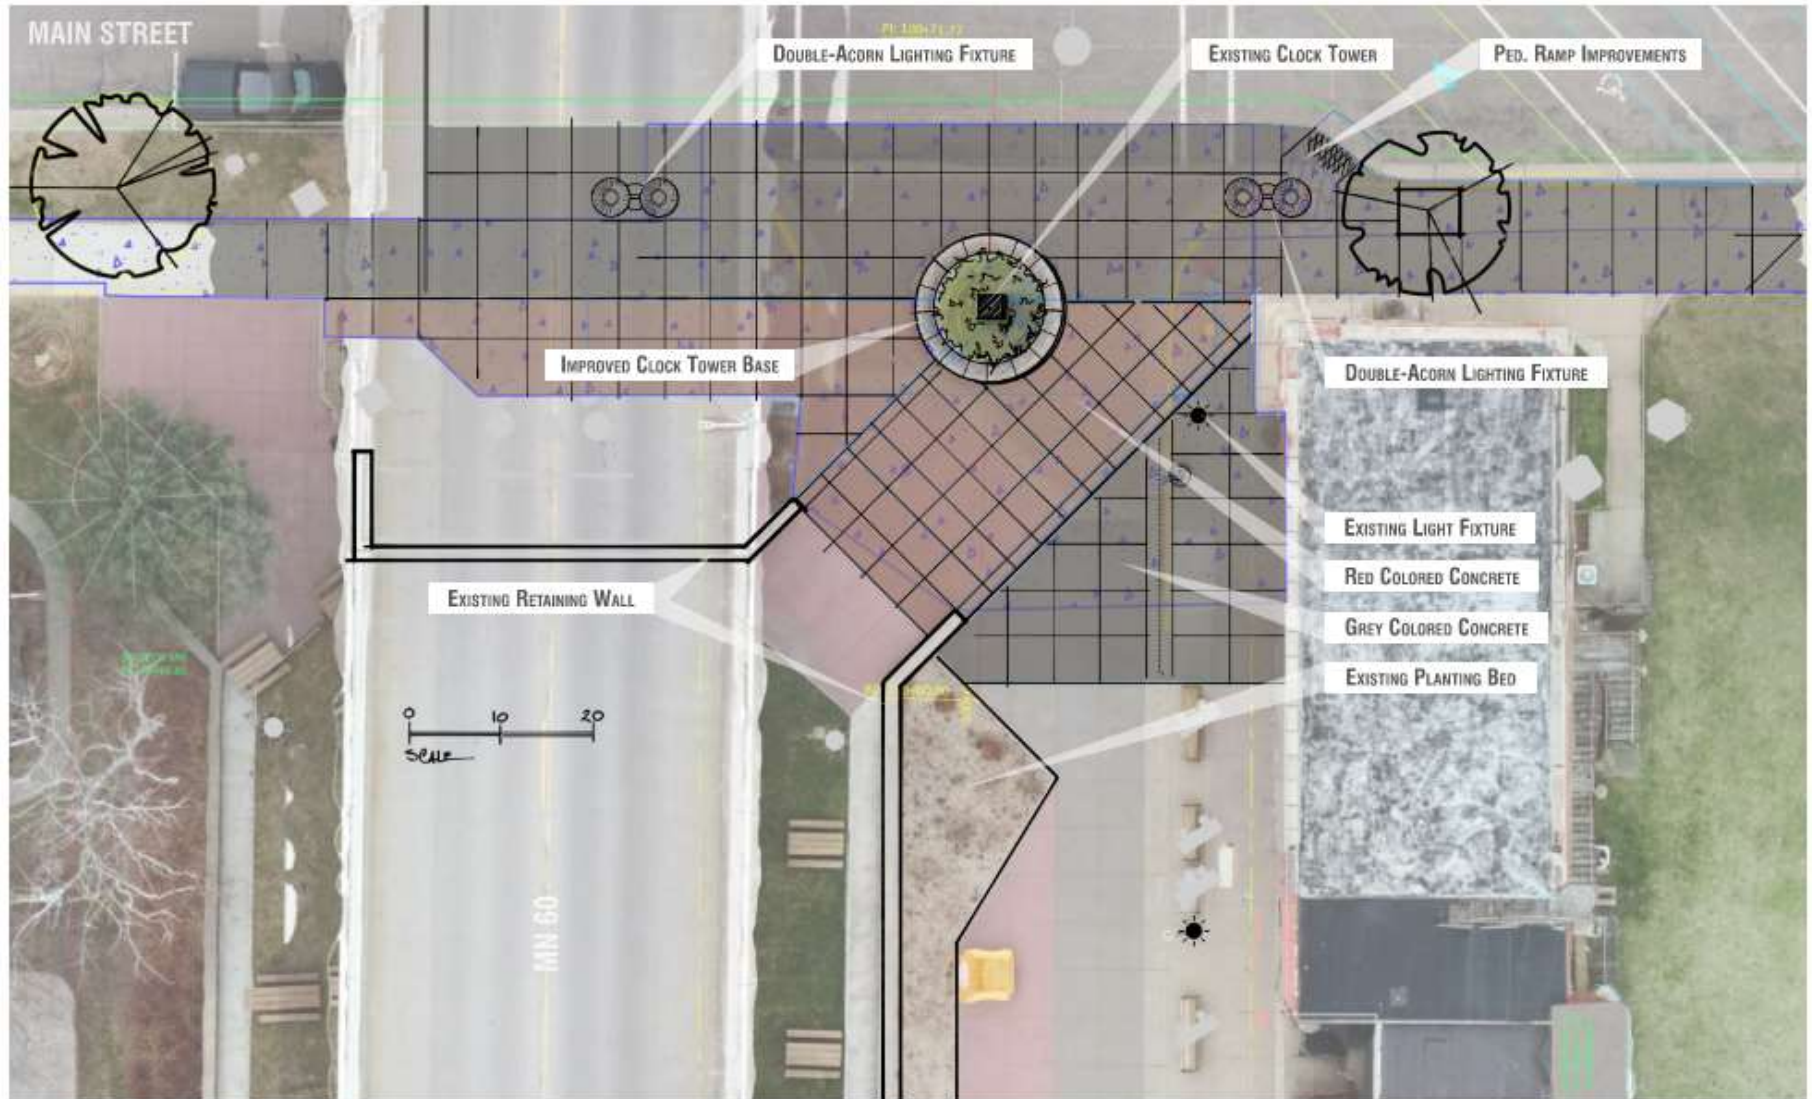 MAIN STREET
DOUBLE-ACORN LIGHTING FIXTURE
EXISTING CLOCK TOWER
PED. RAMP IMPROVEMENTS
IMPROVED CLOCK TOWER BASE
DOUBLE-ACORN LIGHTING FIXTURE
EXISTING LIGHT FIXTURE
RED COLORED CONCRETE
EXISTING RETAINING WALL
GREY COLORED CONCRETE
EXISTING PLANTING BED
0 10 20
SCALE
MN 60